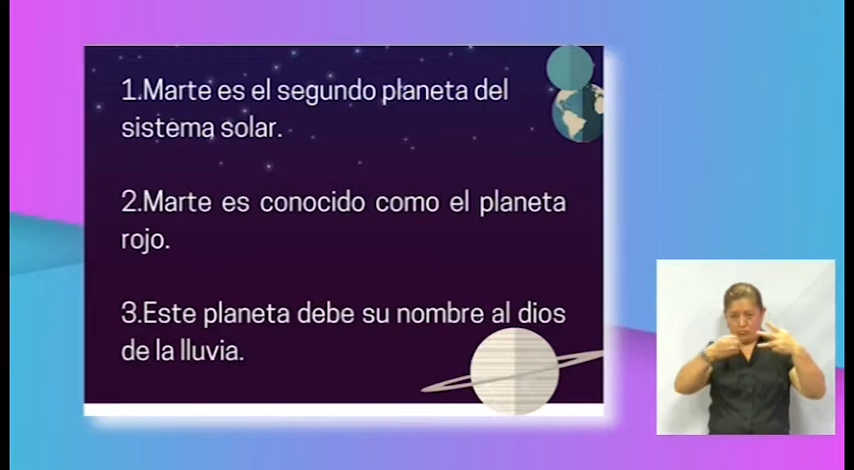 1.Marte es el segundo planeta del
sistema solar.
2.Marte es conocido como el planeta
rojo.
3.Este planeta debe su nombre al dios
de la lluvia.